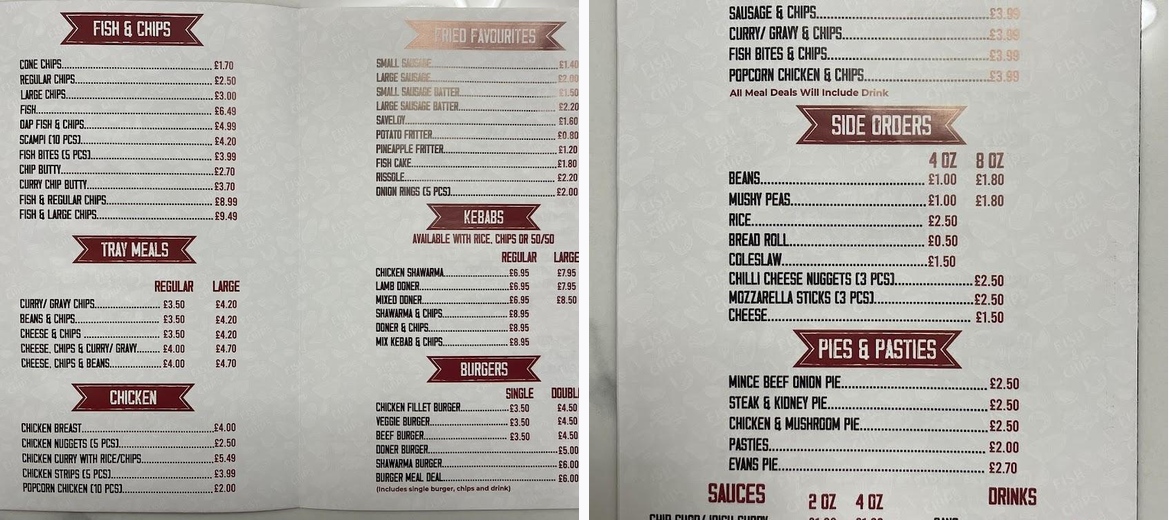 FISH & CHIPS
CONE CHIPS £1.70
REGULAR CHIPS £2.50
LARGE CHIPS £3.00
FISH £6.49
OAP FISH & CHIPS £4.99
SCAMPI (10 PCS) £4.20
FISH BITES (5 PCS) £3.99
CHIP BUTTY £2.70
CURRY CHIP BUTTY £3.70
FISH & REGULAR CHIPS £8.99
FISH & LARGE CHIPS £9.49
TRAY MEALS
REGULAR LARGE
CURRY/ GRAVY CHIPS £3.50 £4.20
BEANS & CHIPS £3.50 £4.20
CHEESE & CHIPS £3.50 £4.20
CHEESE, CHIPS & CURRY/ GRAVY £4.00 £4.70
CHEESE, CHIPS & BEANS £4.00 £4.70
CHICKEN
CHICKEN BREAST £4.00
CHICKEN NUGGETS (5 PCS) £2.50
CHICKEN CURRY WITH RICE/CHIPS £5.49
CHICKEN STRIPS (5 PCS) £3.99
POPCORN CHICKEN (10 PCS) £2.00
FRIED FAVOURITES
SMALL SAUSAGE £1.40
LARGE SAUSAGE £2.00
SMALL SAUSAGE BATTER £1.50
LARGE SAUSAGE BATTER £2.20
SAVELOY £1.60
POTATO FRITTER £0.80
PINEAPPLE FRITTER £1.20
FISH CAKE £1.80
RISSOLE £2.20
ONION RINGS (5 PCS) £2.00
KEBABS
AVAILABLE WITH RICE, CHIPS OR 50/50
REGULAR LARGE
CHICKEN SHAWARMA £6.95 £7.95
LAMB DONER £6.95 £7.95
MIXED DONER £6.95 £8.50
SHAWARMA & CHIPS £8.95
DONER & CHIPS £8.95
MIX KEBAB & CHIPS £8.95
BURGERS
SINGLE DOUBL
CHICKEN FILLET BURGER £3.50 £4.50
VEGGIE BURGER £3.50 £4.50
BEEF BURGER £3.50 £4.50
DONER BURGER £5.00
SHAWARMA BURGER £6.00
BURGER MEAL DEAL £6.00
(Includes single burger, chips and drink)
SAUSAGE & CHIPS £3.99
CURRY/ GRAVY & CHIPS £3.99
FISH BITES & CHIPS £3.99
POPCORN CHICKEN & CHIPS £3.99
All Meal Deals Will Include Drink
SIDE ORDERS
4 OZ 8 OZ
BEANS £1.00 £1.80
MUSHY PEAS £1.00 £1.80
RICE £2.50
BREAD ROLL £0.50
COLESLAW £1.50
CHILLI CHEESE NUGGETS (3 PCS) £2.50
MOZZARELLA STICKS (3 PCS) £2.50
CHEESE £1.50
PIES & PASTIES
MINCE BEEF ONION PIE £2.50
STEAK & KIDNEY PIE £2.50
CHICKEN & MUSHROOM PIE £2.50
PASTIES £2.00
EVANS PIE £2.70
SAUCES 2 OZ 4 OZ
DRINKS